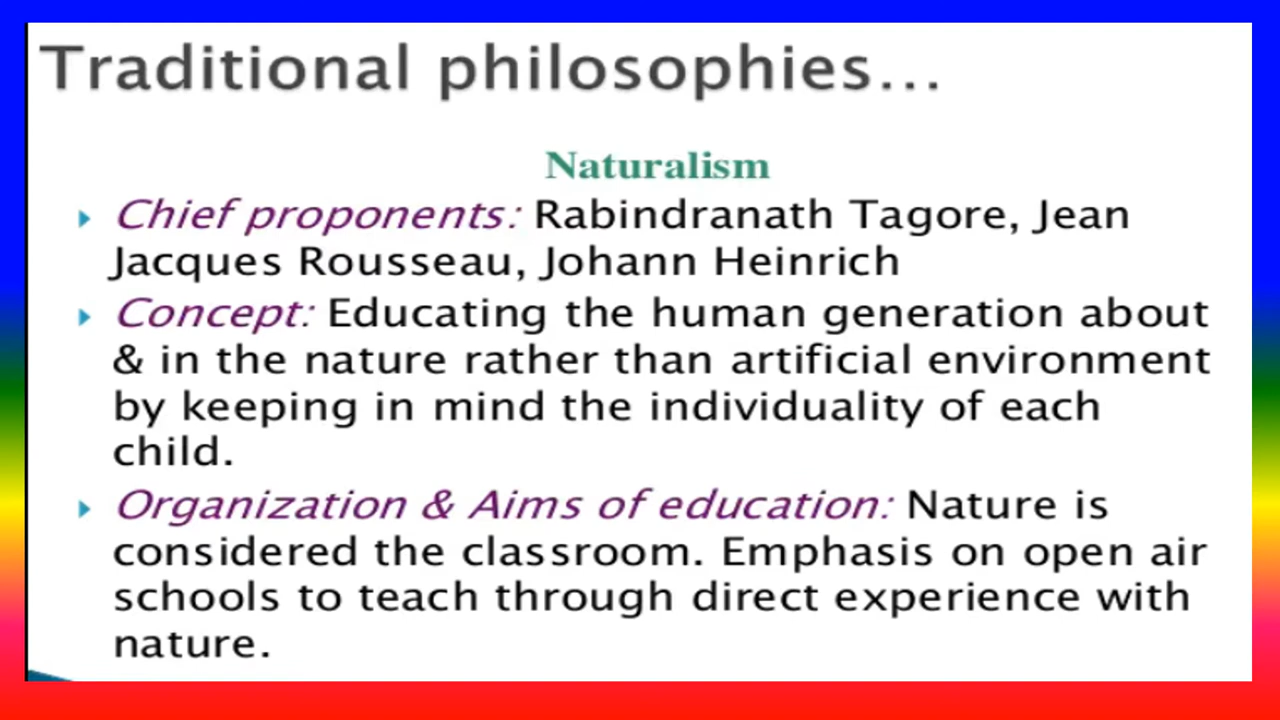 Traditional philosophies...
Naturalism
Chief proponents: Rabindranath Tagore, Jean
Jacques Rousseau, Johann Heinrich
Concept: Educating the human generation about
& in the nature rather than artificial environment
by keeping in mind the individuality of each
child.
Organization & Aims of education: Nature is
considered the classroom. Emphasis on open air
schools to teach through direct experience with
nature.